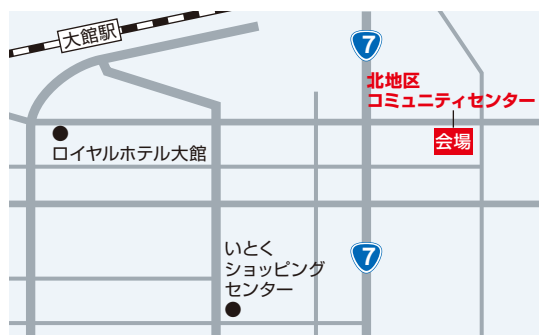 大館駅
7
北地区
コミュニティセンター
会場
ロイヤルホテル大館
いとく
ショッピング
センター
7